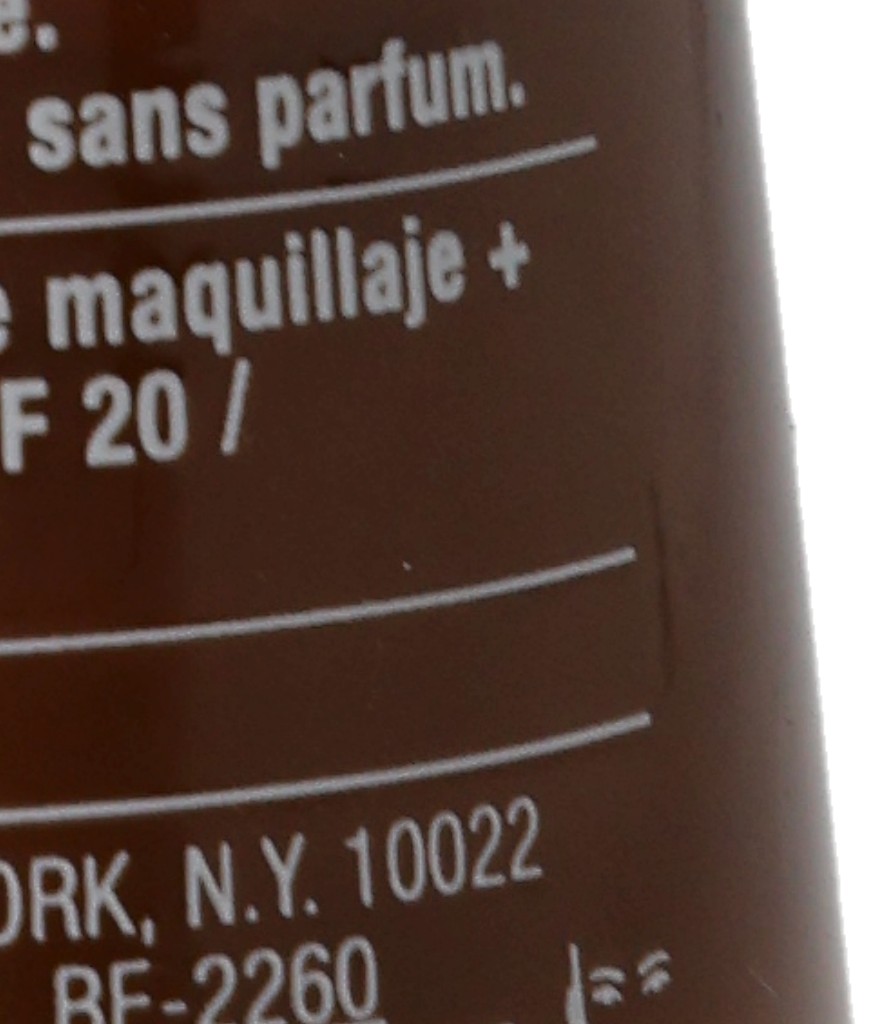 e.
sans parfum.
e maquillaje +
F 20 /
ORK, N.Y. 10022
BE-2260